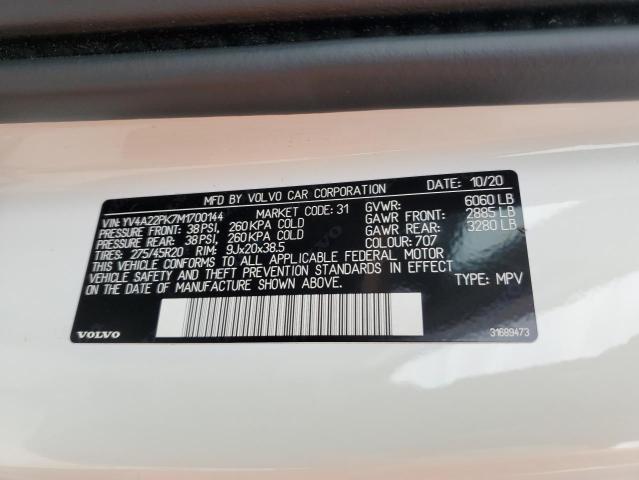 MFD BY VOLVO CAR CORPORATION DATE: 10/20
VIN: YV4A22PK7M1700144 MARKET CODE: 31 GVWR: 6060 LB
PRESSURE FRONT: 38 PSI, 260 KPA COLD GAWR FRONT: 2885 LB
PRESSURE REAR: 38 PSI, 260 KPA COLD GAWR REAR: 3280 LB
TIRES: 275/45R20 RIM: 9Jx20x38.5 COLOUR: 707
VEHICLE CONFORMS TO ALL APPLICABLE FEDERAL MOTOR
VEHICLE SAFETY AND THEFT PREVENTION STANDARDS IN EFFECT
ON THE DATE OF MANUFACTURE SHOWN ABOVE. TYPE: MPV
VOLVO 31689473